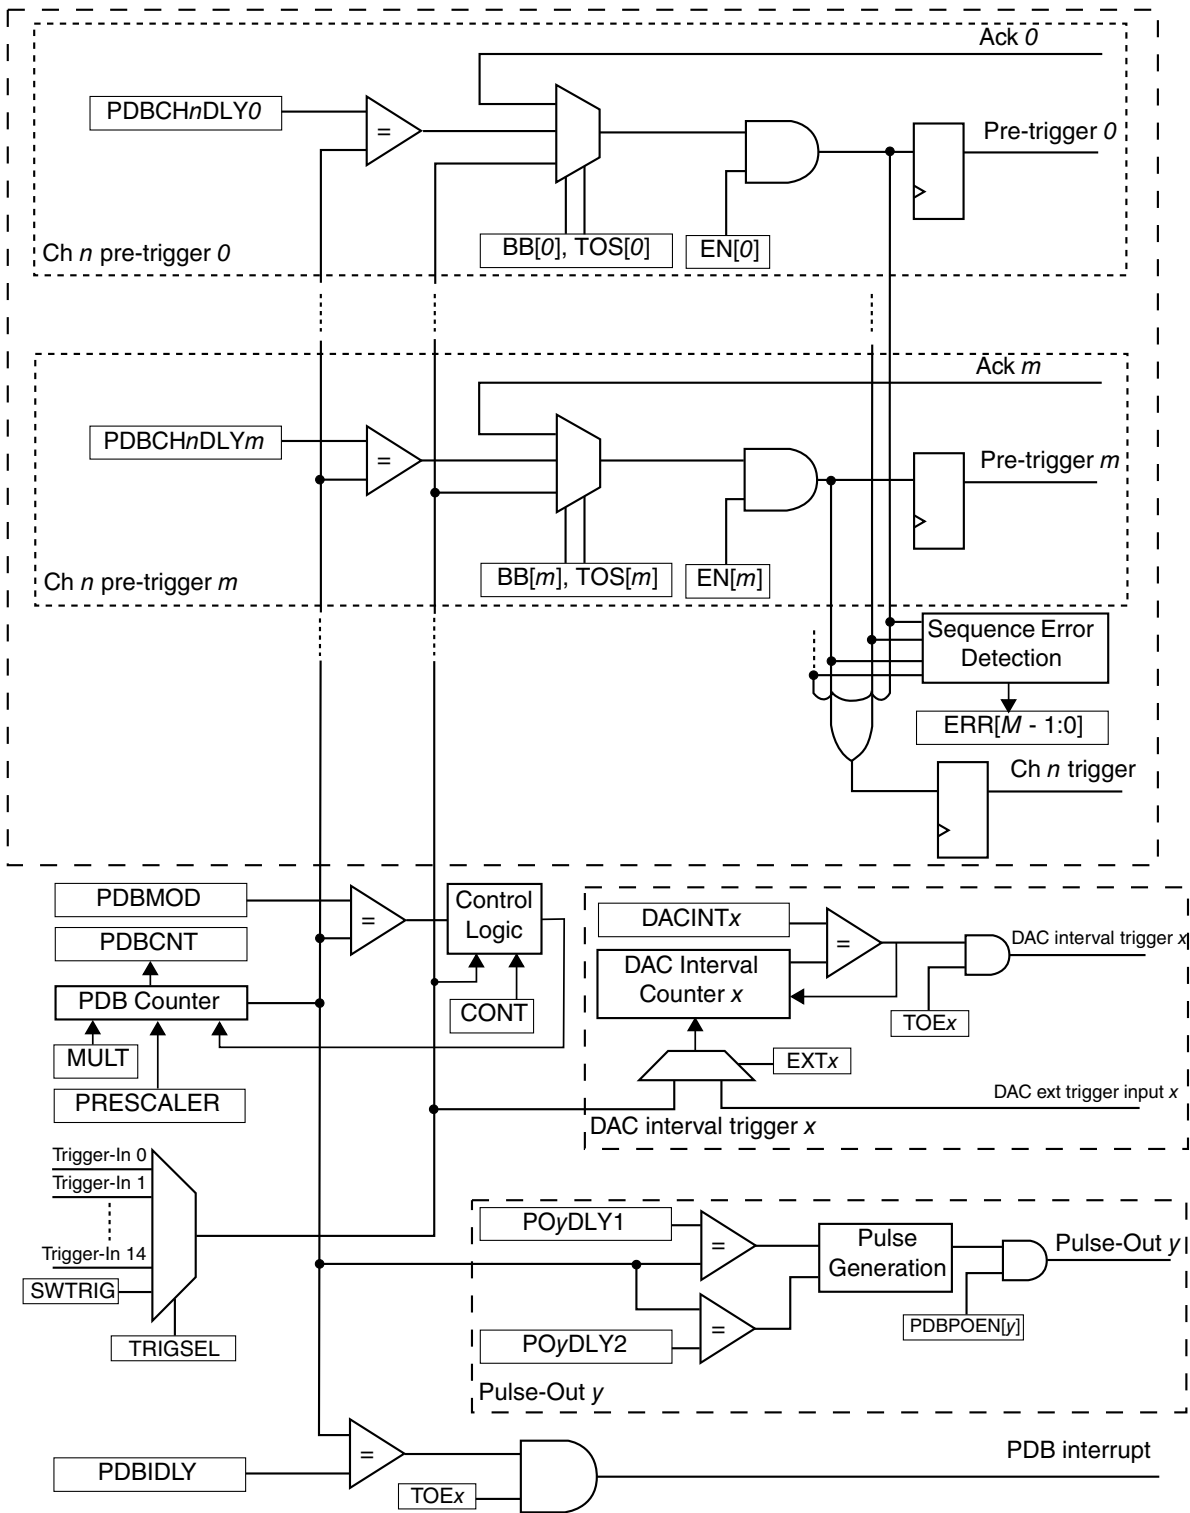 Ack 0
PDBCHnDLY0
=
Pre-trigger 0
BB[0], TOS[0]
EN[0]
Ch n pre-trigger 0
Ack m
PDBCHnDLYm
=
Pre-trigger m
BB[m], TOS[m]
EN[m]
Ch n pre-trigger m
Sequence Error
Detection
ERR[M - 1:0]
Ch n trigger
PDBMOD
=
Control
Logic
PDBCNT
PDB Counter
CONT
MULT
PRESCALER
DACINTx
=
DAC interval trigger x
DAC Interval
Counter x
TOEx
EXTx
DAC ext trigger input x
DAC interval trigger x
Trigger-In 0
Trigger-In 1
Trigger-In 14
SWTRIG
TRIGSEL
POyDLY1
=
Pulse
Generation
Pulse-Out y
=
PDBPOEN[y]
POyDLY2
Pulse-Out y
=
PDB interrupt
PDBIDLY
TOEx